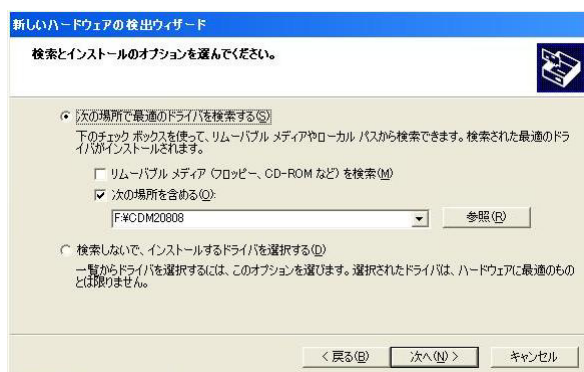 新しいハードウェアの検出ウィザード
検索とインストールのオプションを選んでください。
次の場所で最適のドライバを検索する(S)
下のチェック ボックスを使って、リムーバブル メディアやローカル パスから検索できます。検索された最適のドラ
イバがインストールされます。
リムーバブル メディア (フロッピー、CD-ROM など) を検索(M)
次の場所を含める(O):
F:¥CDM20808
参照(R)
検索しないで、インストールするドライバを選択する(D)
一覧からドライバを選択するには、このオプションを選びます。選択されたドライバは、ハードウェアに最適のもの
とは限りません。
< 戻る(B)
次へ(N) >
キャンセル